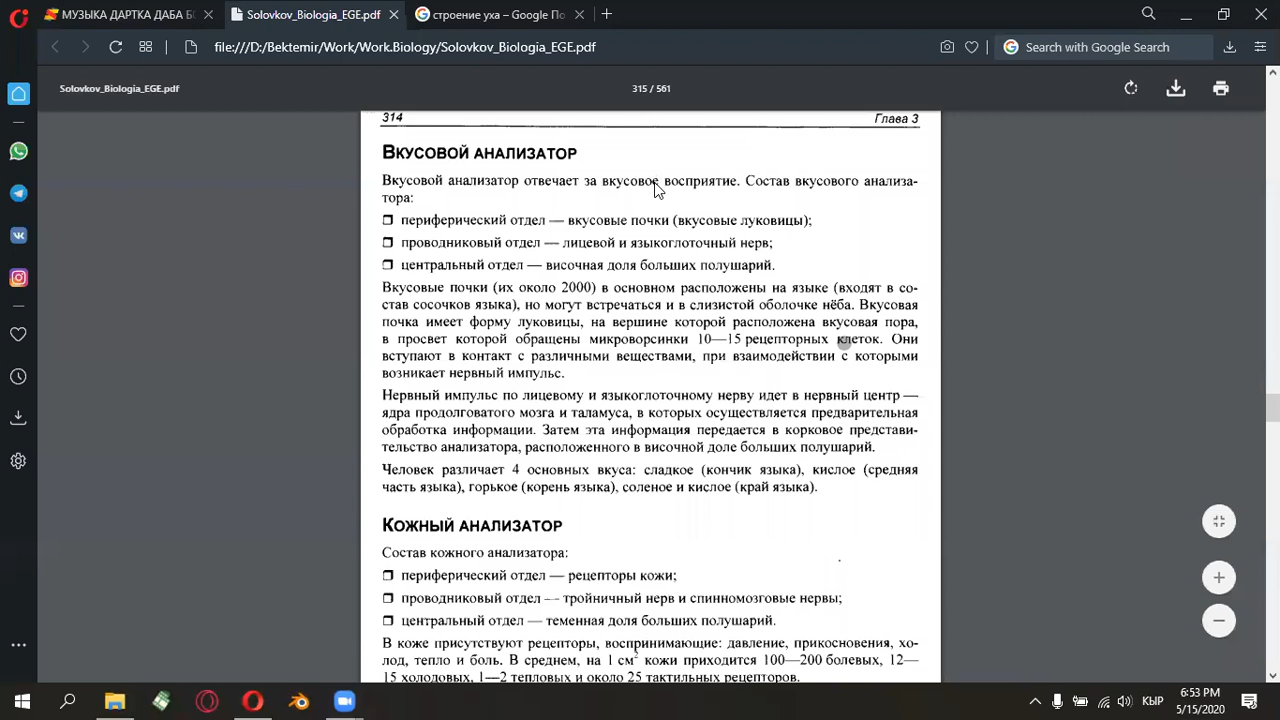 МУЗЫКА ДАРТКА ДАБА БО
Solovkov_Biologia_EGE.pdf
строение уха – Google По
file:///D:/Bektemir/Work/Work.Biology/Solovkov_Biologia_EGE.pdf
Search with Google Search
Solovkov_Biologia_EGE.pdf
315 / 561
314
Глава 3
ВКУСОВОЙ АНАЛИЗАТОР
Вкусовой анализатор отвечает за вкусовое восприятие. Состав вкусового анализа-
тора:
периферический отдел — вкусовые почки (вкусовые луковицы);
проводниковый отдел — лицевой и языкоглоточный нерв;
центральный отдел — височная доля больших полушарий.
Вкусовые почки (их около 2000) в основном расположены на языке (входят в со-
став сосочков языка), но могут встречаться и в слизистой оболочке нёба. Вкусовая
почка имеет форму луковицы, на вершине которой расположена вкусовая пора,
в просвет которой обращены микроворсинки 10—15 рецепторных клеток. Они
вступают в контакт с различными веществами, при взаимодействии с которыми
возникает нервный импульс.
Нервный импульс по лицевому и языкоглоточному нерву идет в нервный центр —
ядра продолговатого мозга и таламуса, в которых осуществляется предварительная
обработка информации. Затем эта информация передается в корковое представи-
тельство анализатора, расположенного в височной доле больших полушарий.
Человек различает 4 основных вкуса: сладкое (кончик языка), кислое (средняя
часть языка), горькое (корень языка), соленое и кислое (край языка).
КОЖНЫЙ АНАЛИЗАТОР
Состав кожного анализатора:
периферический отдел — рецепторы кожи;
проводниковый отдел — тройничный нерв и спинномозговые нервы;
центральный отдел — теменная доля больших полушарий.
В коже присутствуют рецепторы, воспринимающие: давление, прикосновения, хо-
лод, тепло и боль. В среднем, на 1 см² кожи приходится 100—200 болевых, 12—
15 холодовых, 1—2 тепловых и около 25 тактильных рецепторов.
КЫР
6:53 PM
5/15/2020